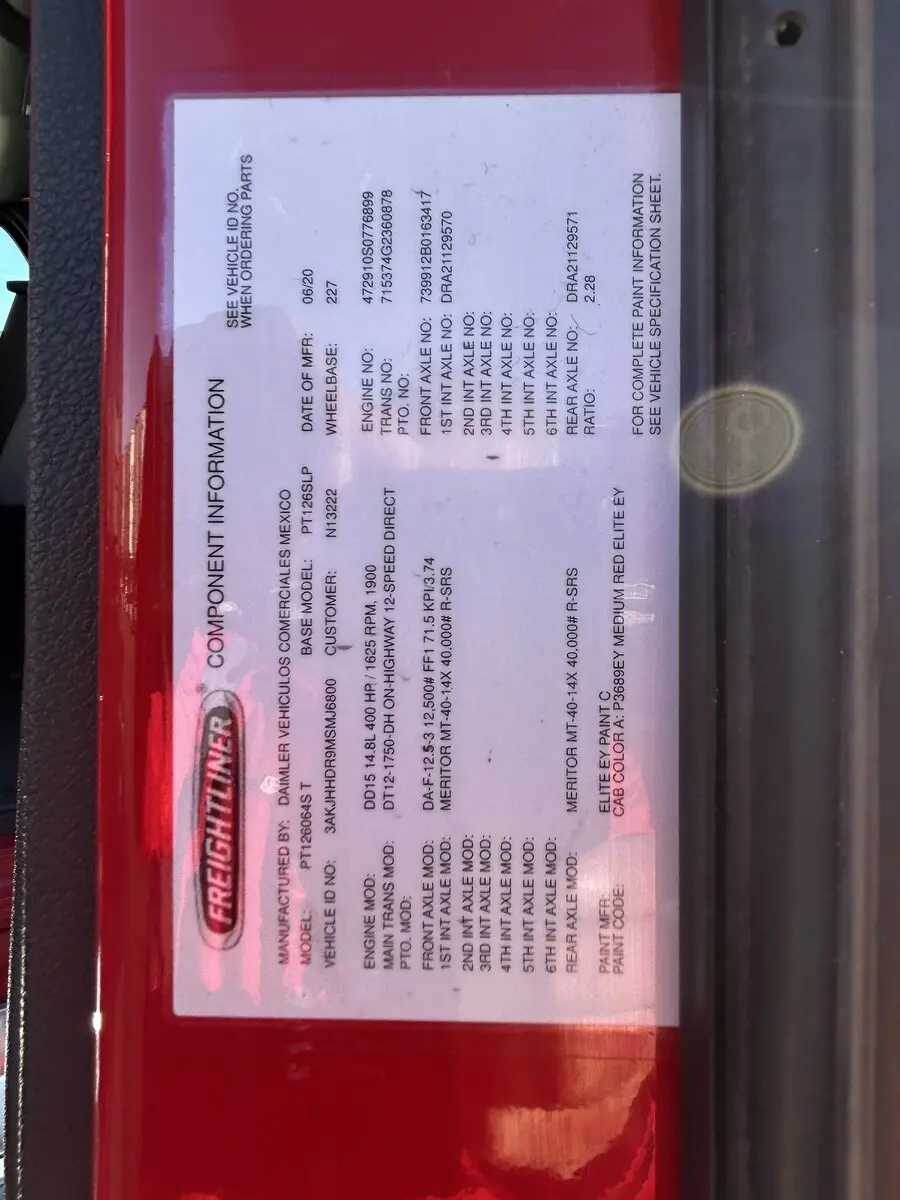 FREIGHTLINER® COMPONENT INFORMATION
SEE VEHICLE ID NO.
WHEN ORDERING PARTS
MANUFACTURED BY: DAIMLER VEHICULOS COMERCIALES MEXICO
MODEL: PT126064S T BASE MODEL: PT126SLP DATE OF MFR: 06/20
VEHICLE ID NO: 3AKJHHDR9MSMJ6800 CUSTOMER: N13222 WHEELBASE: 227
ENGINE MOD: DD15 14.8L 400 HP / 1625 RPM, 1900 ENGINE NO: 472910S0776899
MAIN TRANS MOD: DT12-1750-DH ON-HIGHWAY 12-SPEED DIRECT TRANS NO: 715374G2360878
PTO. MOD: PTO. NO:
FRONT AXLE MOD: DA-F-12.5-3 12,500# FF1 71.5 KPI/3.74 FRONT AXLE NO: 739912B0163417
1ST INT AXLE MOD: MERITOR MT-40-14X 40,000# R-SRS 1ST INT AXLE NO: DRA21129570
2ND INT AXLE MOD: 2ND INT AXLE NO:
3RD INT AXLE MOD: 3RD INT AXLE NO:
4TH INT AXLE MOD: 4TH INT AXLE NO:
5TH INT AXLE MOD: 5TH INT AXLE NO:
6TH INT AXLE MOD: 6TH INT AXLE NO:
REAR AXLE MOD: MERITOR MT-40-14X 40,000# R-SRS REAR AXLE NO: DRA21129571
RATIO: 2.28
PAINT MFR: ELITE EY PAINT C
PAINT CODE: CAB COLOR A: P3689EY MEDIUM RED ELITE EY
FOR COMPLETE PAINT INFORMATION
SEE VEHICLE SPECIFICATION SHEET.